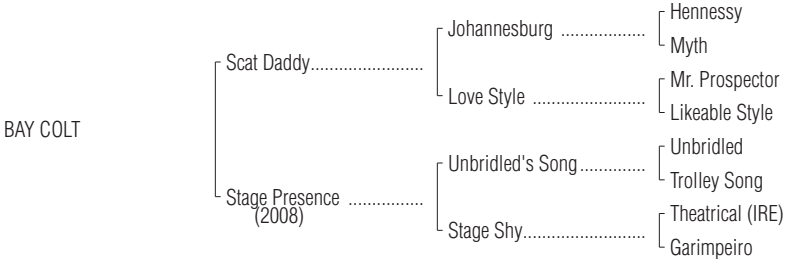 Hennessy
Johannesburg ...................
Myth
Scat Daddy........................
Mr. Prospector
Love Style ........................
Likeable Style
BAY COLT
Unbridled
Unbridled's Song..............
Trolley Song
Stage Presence ................
(2008)
Theatrical (IRE)
Stage Shy..........................
Garimpeiro